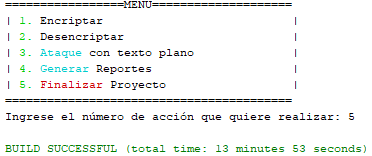 =================MENU====================
| 1. Encriptar                           |
| 2. Desencriptar                        |
| 3. Ataque con texto plano              |
| 4. Generar Reportes                    |
| 5. Finalizar Proyecto                  |
=========================================
Ingrese el número de acción que quiere realizar: 5
BUILD SUCCESSFUL (total time: 13 minutes 53 seconds)